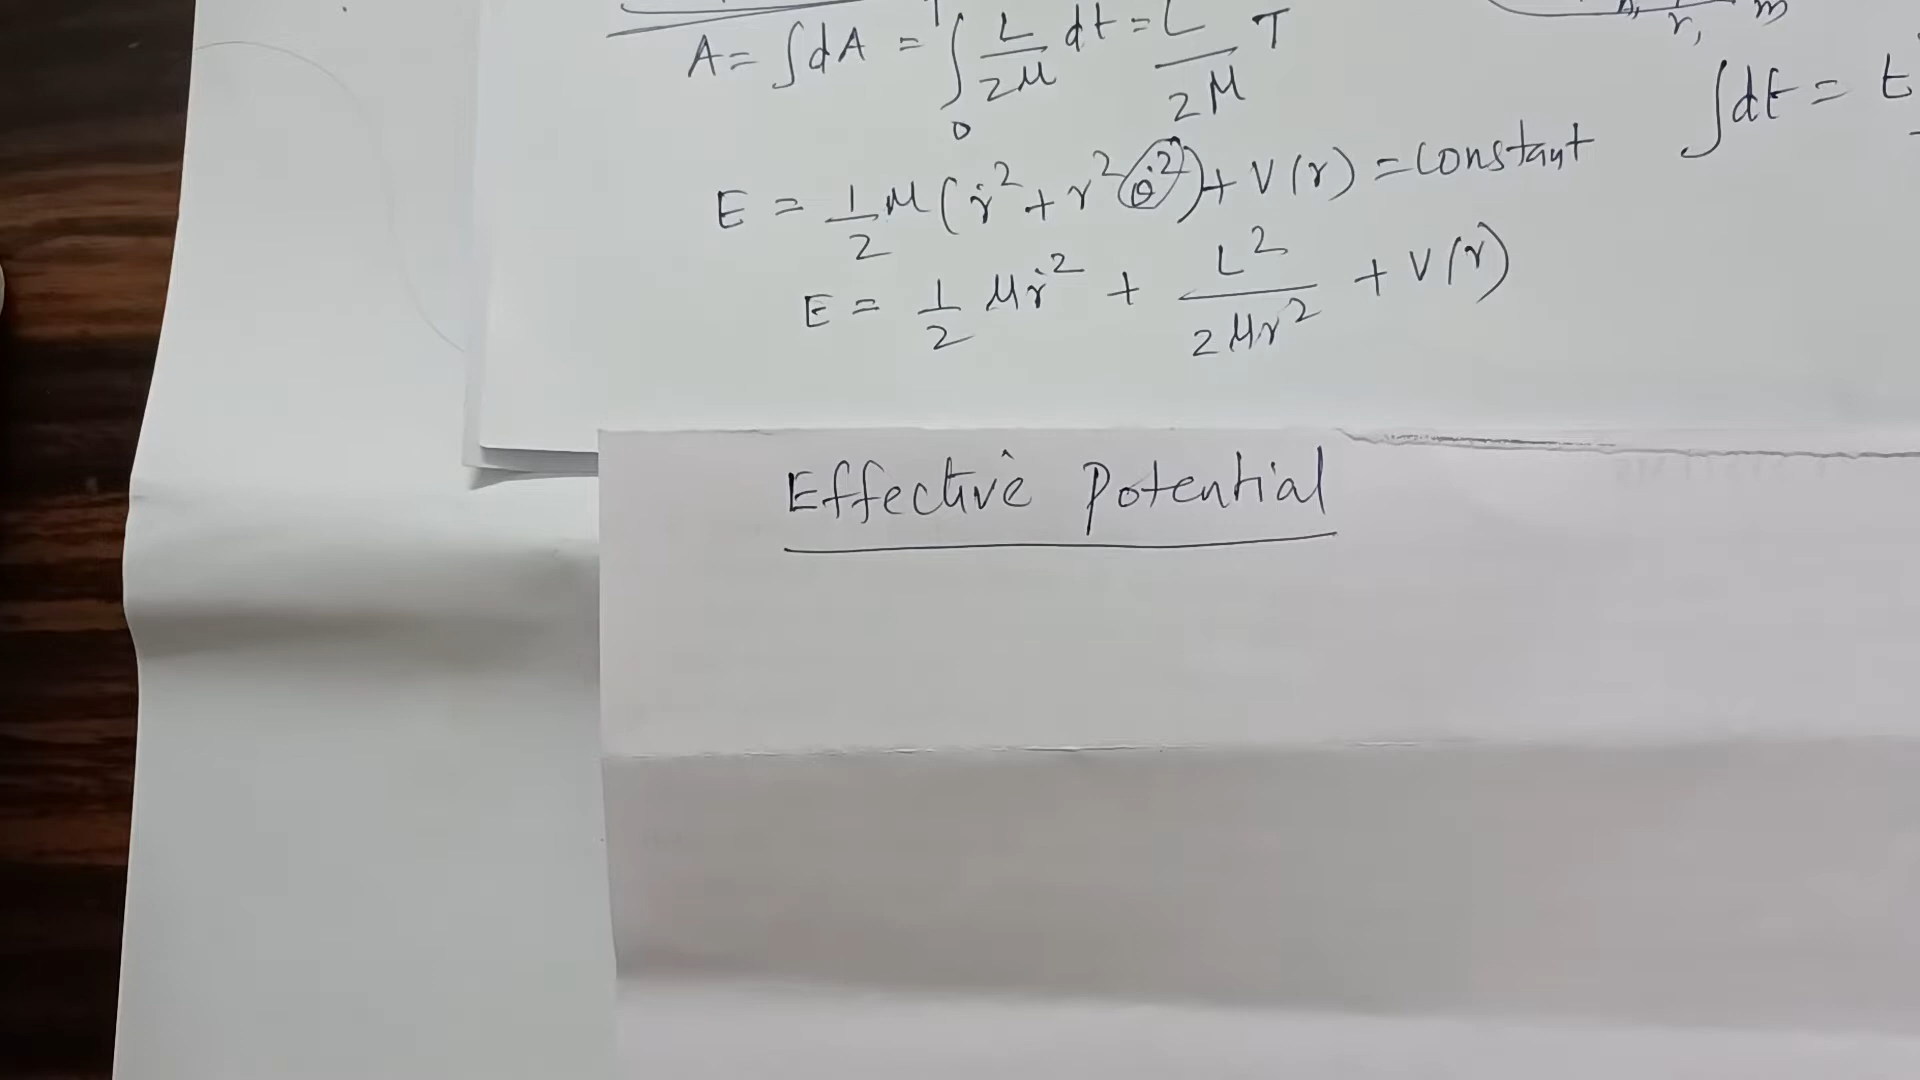 A = ∫dA = ∫₀ᵀ L/2μ dt = L/2μ T
∫dt = t
E = 1/2 μ(ṙ² + r²θ̇²) + V(r) = constant
E = 1/2 μṙ² + L²/2μr² + V(r)
Effective Potential